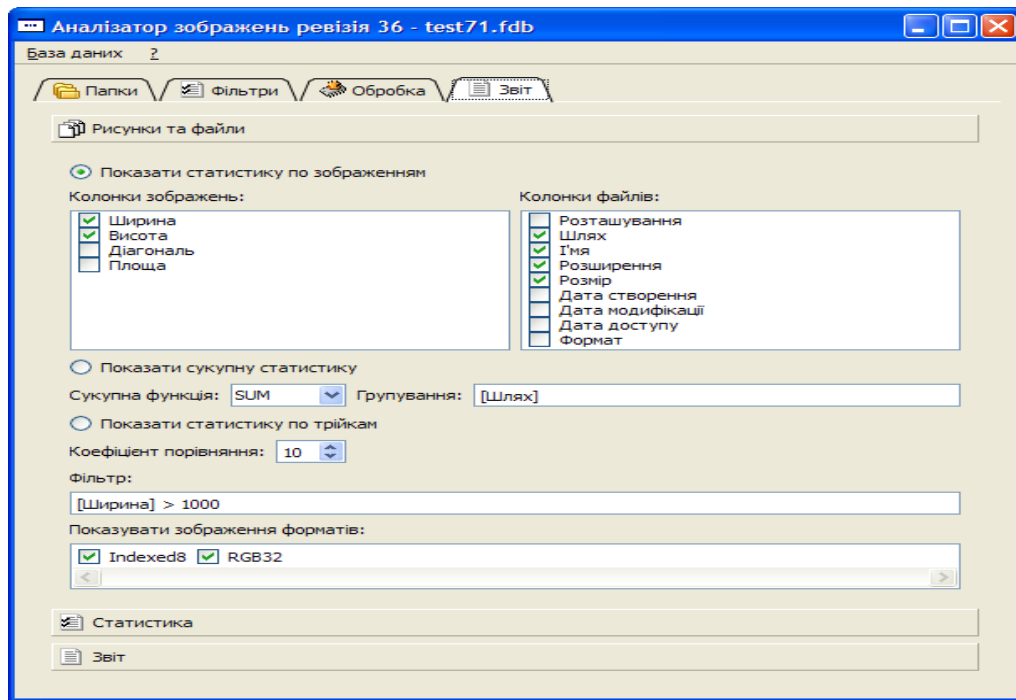 Аналізатор зображень ревізія 36 - test71.fdb
База даних ?
Папки Фільтри Обробка Звіт
Рисунки та файли
Показати статистику по зображенням
Колонки зображень: Колонки файлів:
Ширина
Висота
Діагональ
Площа
Розташування
Шлях
І'мя
Розширення
Розмір
Дата створення
Дата модифікації
Дата доступу
Формат
Показати сукупну статистику
Сукупна функція: SUM Групування: [Шлях]
Показати статистику по трійкам
Коефіцієнт порівняння: 10
Фільтр:
[Ширина] > 1000
Показувати зображення форматів:
Indexed8 RGB32
Статистика
Звіт